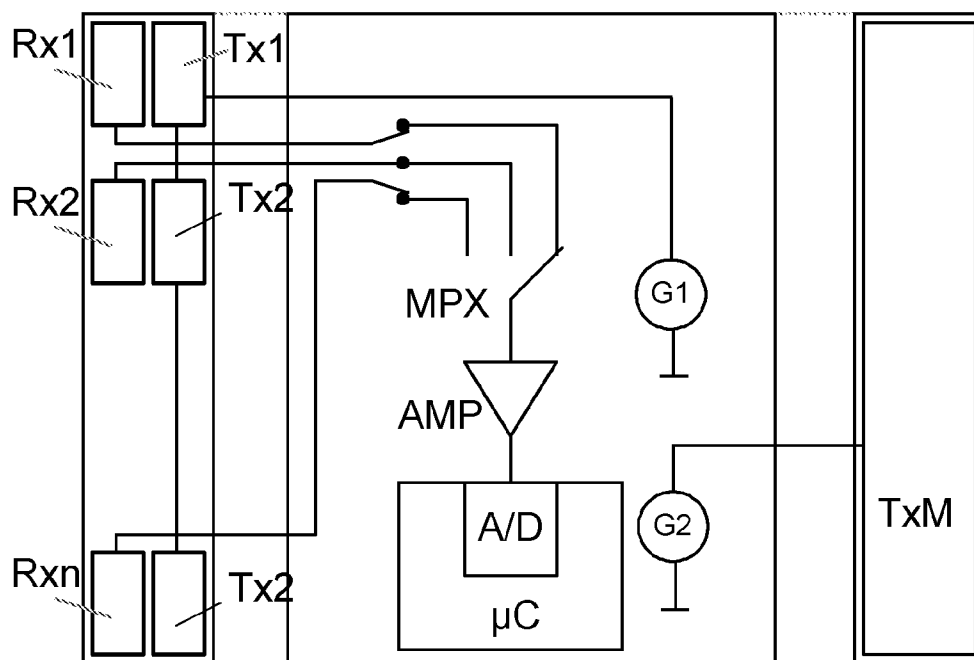 Rx1
Tx1
Rx2
Tx2
MPX
G1
AMP
A/D
G2
TxM
Rxn
Tx2
µC